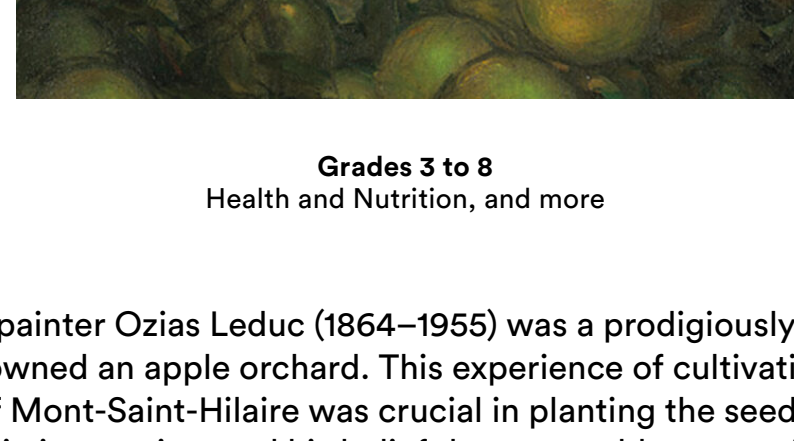 Grades 3 to 8
Health and Nutrition, and more
painter Ozias Leduc (1864–1955) was a prodigiously
owned an apple orchard. This experience of
Mont-Saint-Hilaire was crucial in planting the seed